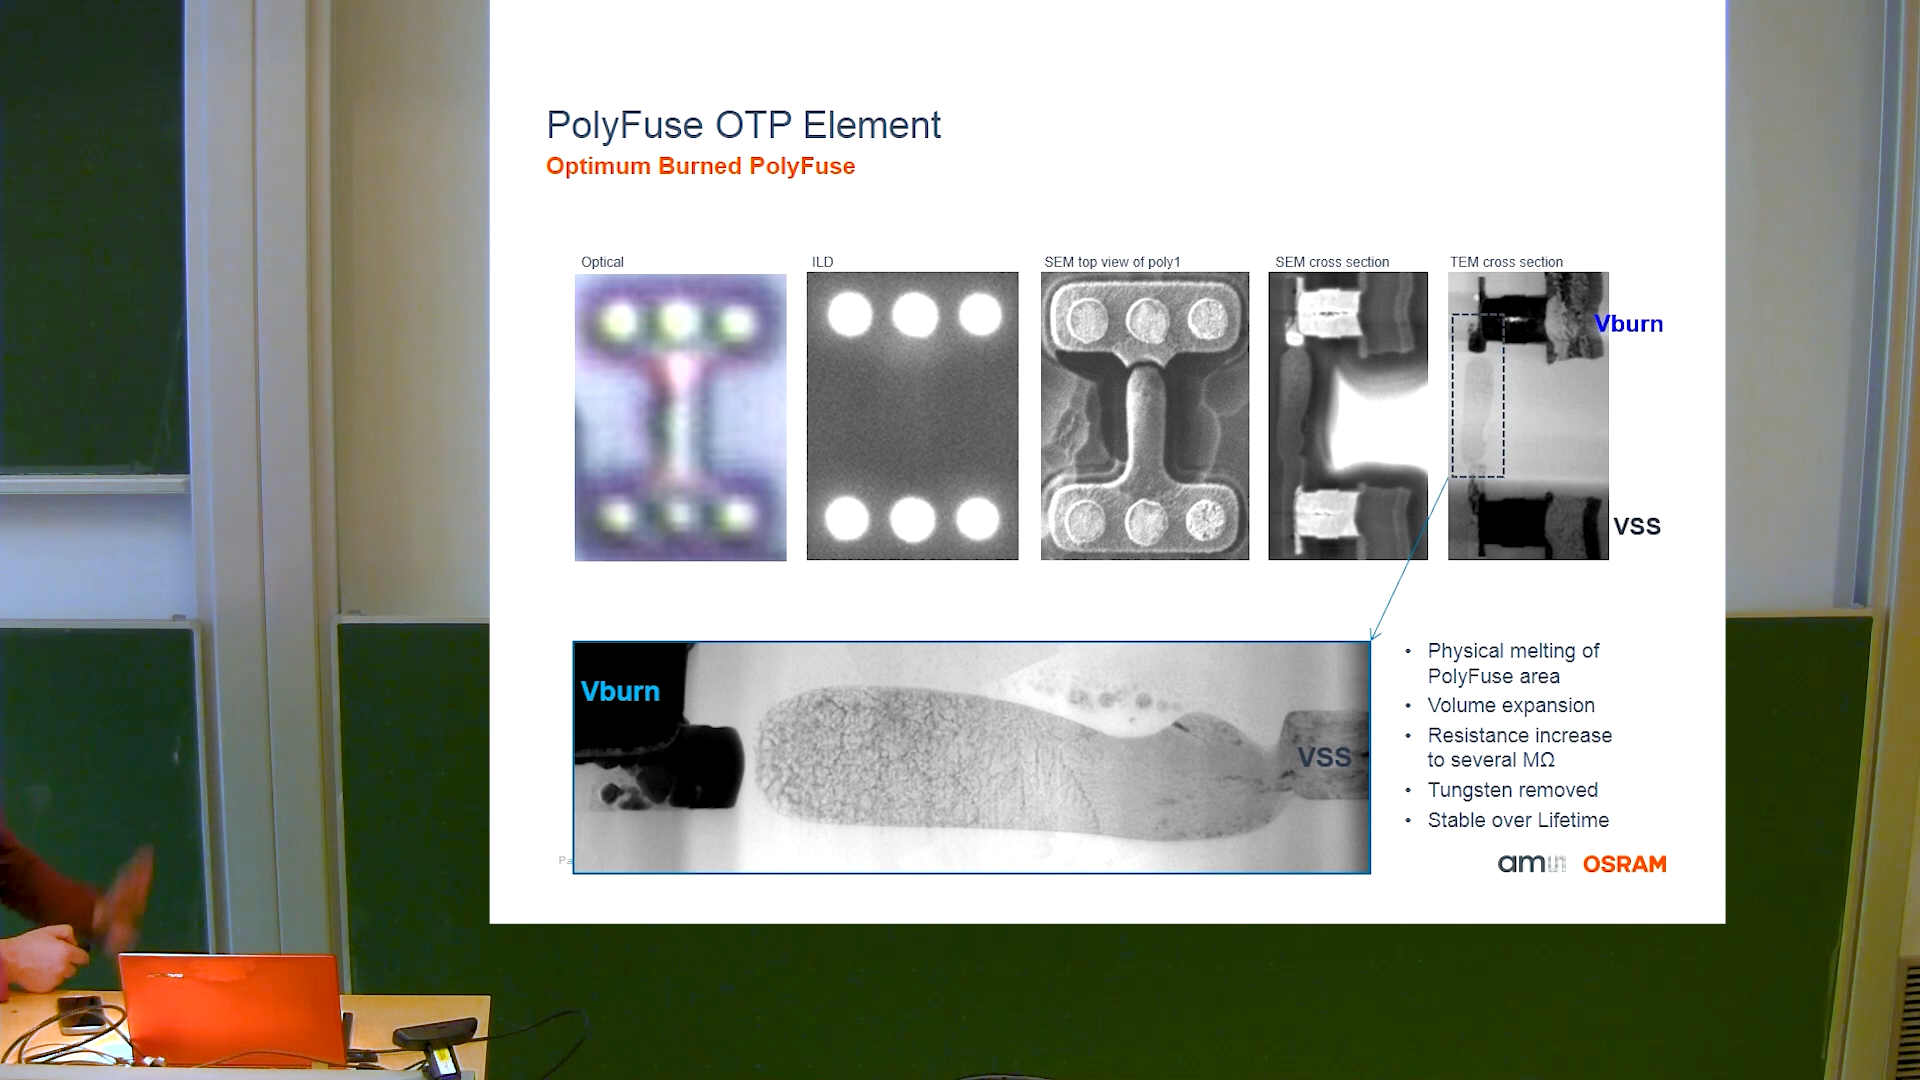 PolyFuse OTP Element
Optimum Burned PolyFuse
Optical
ILD
SEM top view of poly1
SEM cross section
TEM cross section
Vburn
VSS
Vburn
VSS
• Physical melting of
PolyFuse area
• Volume expansion
• Resistance increase
to several MΩ
• Tungsten removed
• Stable over Lifetime
Pa
am OSRAM